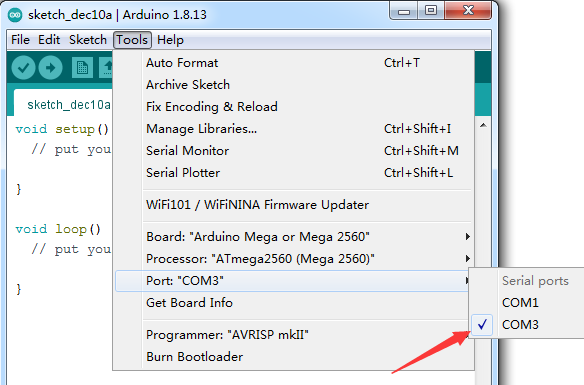 sketch_dec10a | Arduino 1.8.13
File Edit Sketch Tools Help
sketch_dec10a
void setup()
// put you
}
void loop()
// put you
}
Auto Format Ctrl+T
Archive Sketch
Fix Encoding & Reload
Manage Libraries... Ctrl+Shift+I
Serial Monitor Ctrl+Shift+M
Serial Plotter Ctrl+Shift+L
WiFi101 / WiFiNINA Firmware Updater
Board: "Arduino Mega or Mega 2560"
Processor: "ATmega2560 (Mega 2560)"
Port: "COM3"
Get Board Info
Programmer: "AVRISP mkII"
Burn Bootloader
Serial ports
COM1
COM3